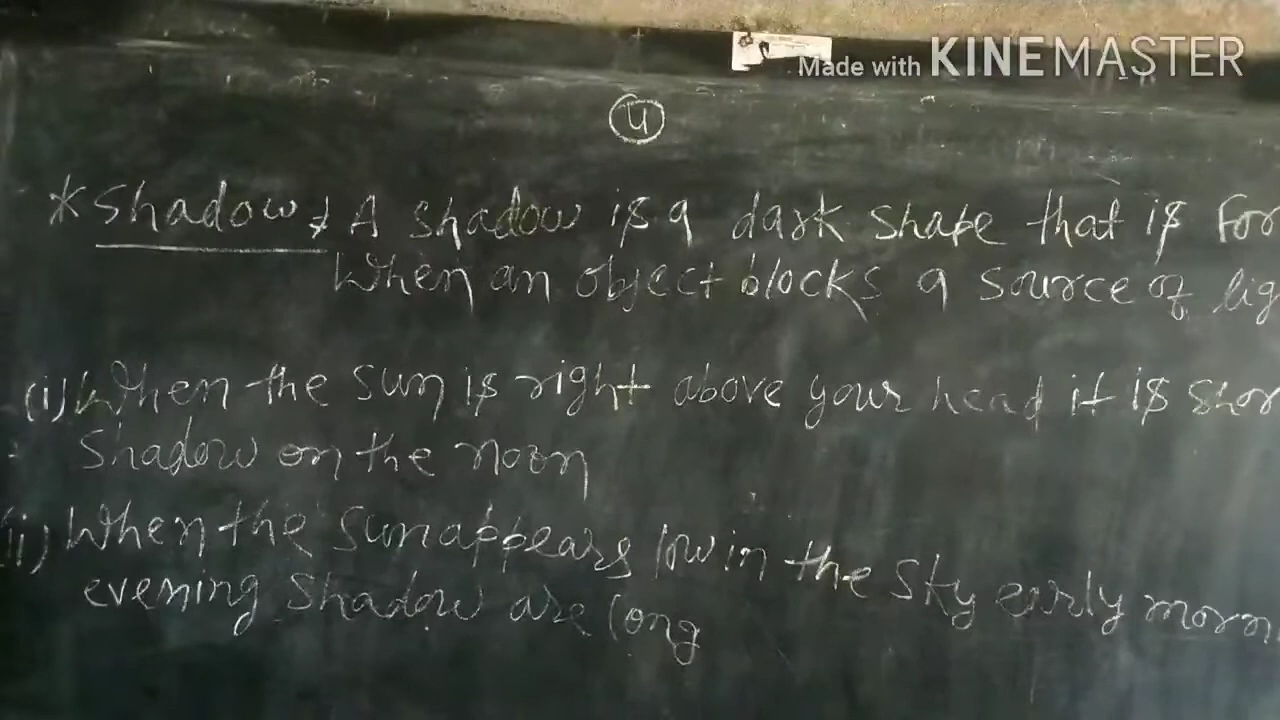 Made with KINEMASTER
4
* Shadow :- A shadow is a dark shape that is For
When an object blocks a source of lig
(i) When the sun is right above your head it is shor
Shadow on the noon
(ii) When the sun appears low in the sky early morn
evening shadow are long